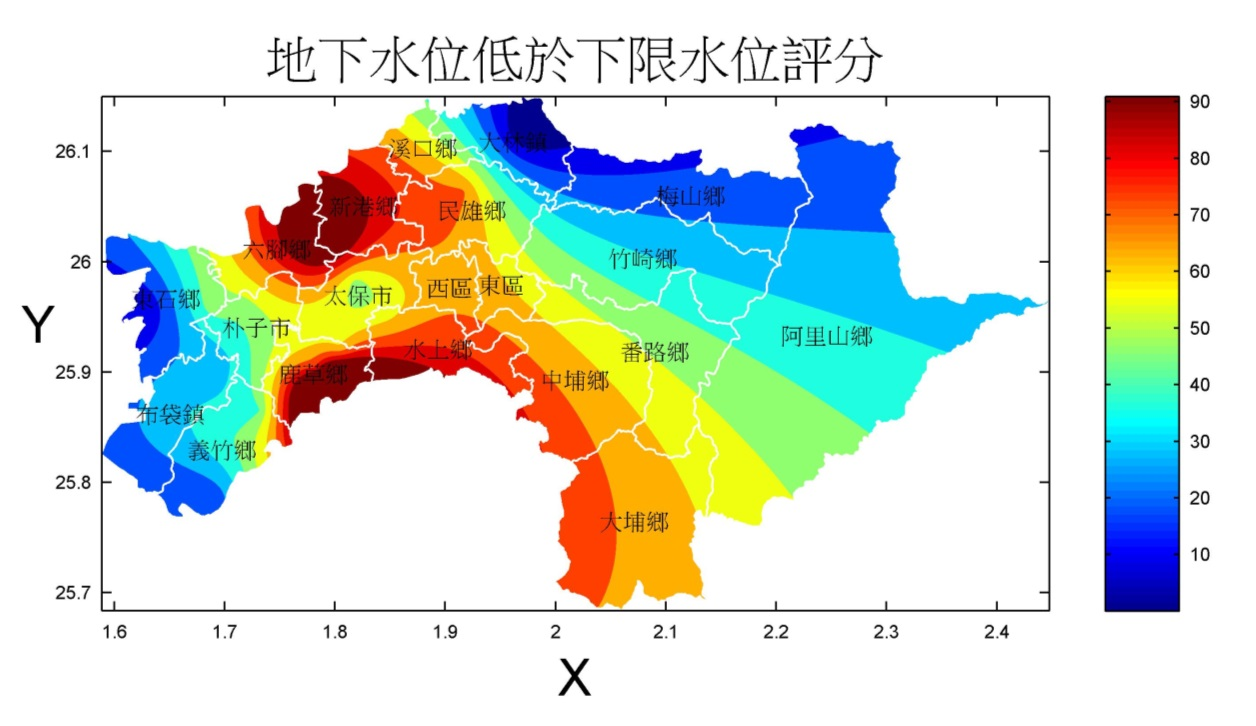 地下水位低於下限水位評分
26.1
26
25.9
25.8
25.7
Y
溪口鄉
大林鎮
梅山鄉
新港鄉
民雄鄉
六腳鄉
竹崎鄉
東石鄉
太保市
西區
東區
朴子市
阿里山鄉
番路鄉
水上鄉
鹿草鄉
中埔鄉
布袋鎮
義竹鄉
大埔鄉
1.6
1.7
1.8
1.9
2
2.1
2.2
2.3
2.4
X
90
80
70
60
50
40
30
20
10